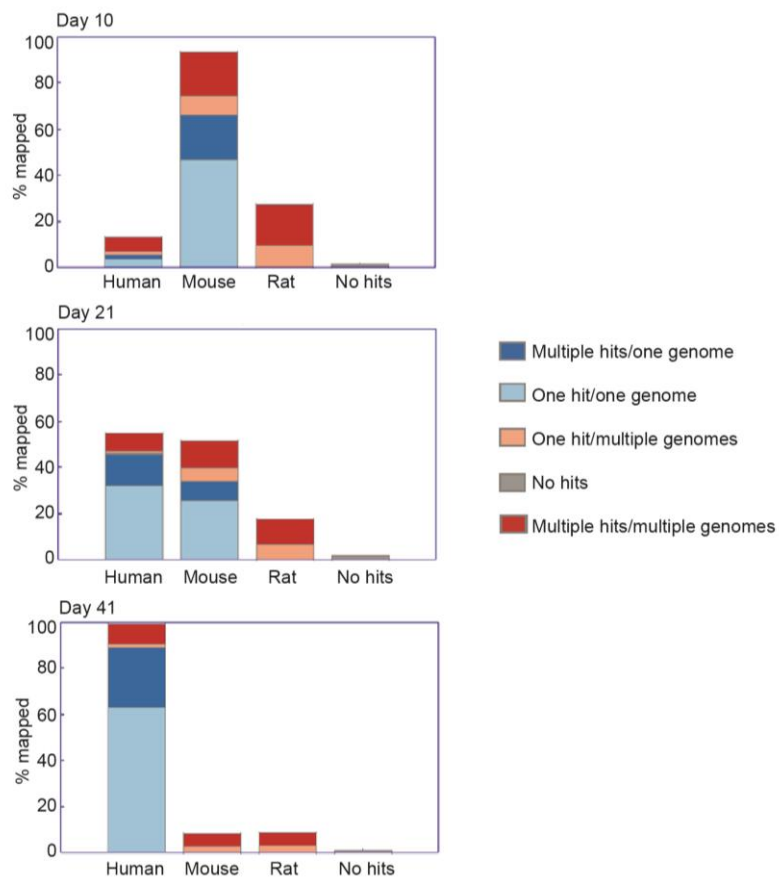 Day 10
100
80
60
40
20
0
% mapped
Human Mouse Rat No hits
Day 21
100
80
60
40
20
0
% mapped
Human Mouse Rat No hits
Multiple hits/one genome
One hit/one genome
One hit/multiple genomes
No hits
Multiple hits/multiple genomes
Day 41
100
80
60
40
20
0
% mapped
Human Mouse Rat No hits